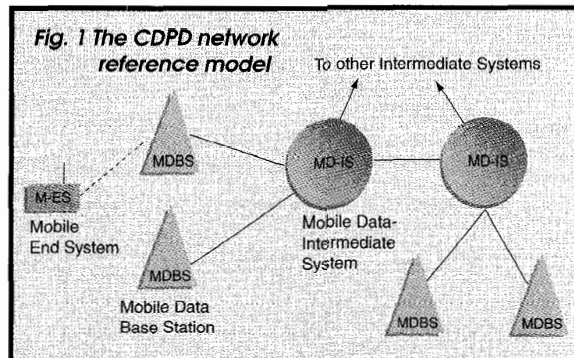 Fig. 1 The CDPD network
reference model
To other Intermediate Systems
MDBS
MD-IS
MD-IS
M-ES
Mobile
End System
Mobile Data-
Intermediate
System
MDBS
Mobile Data
Base Station
MDBS
MDBS